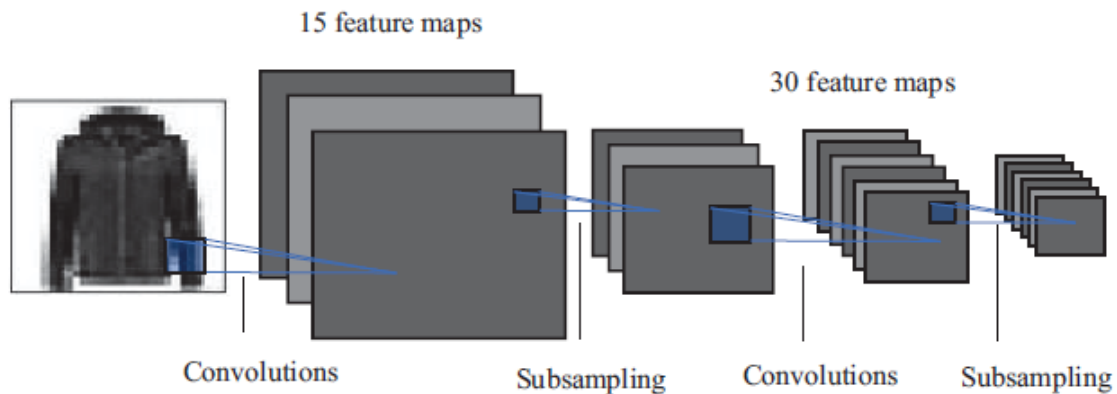 15 feature maps
30 feature maps
Convolutions
Subsampling
Convolutions
Subsampling